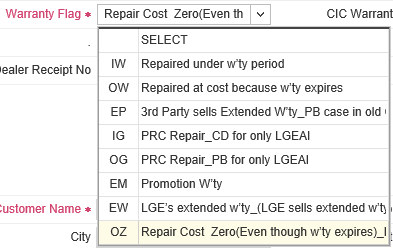 Warranty Flag * Repair Cost Zero(Even th CIC Warrant
SELECT
.
IW Repaired under w'ty period
Dealer Receipt No
OW Repaired at cost because w'ty expires
EP 3rd Party sells Extended W'ty_PB case in old
IG PRC Repair_CD for only LGEAI
OG PRC Repair_PB for only LGEAI
EM Promotion W'ty
Customer Name * EW LGE's extended w'ty_(LGE sells extended w'ty
City OZ Repair Cost Zero(Even though w'ty expires)_